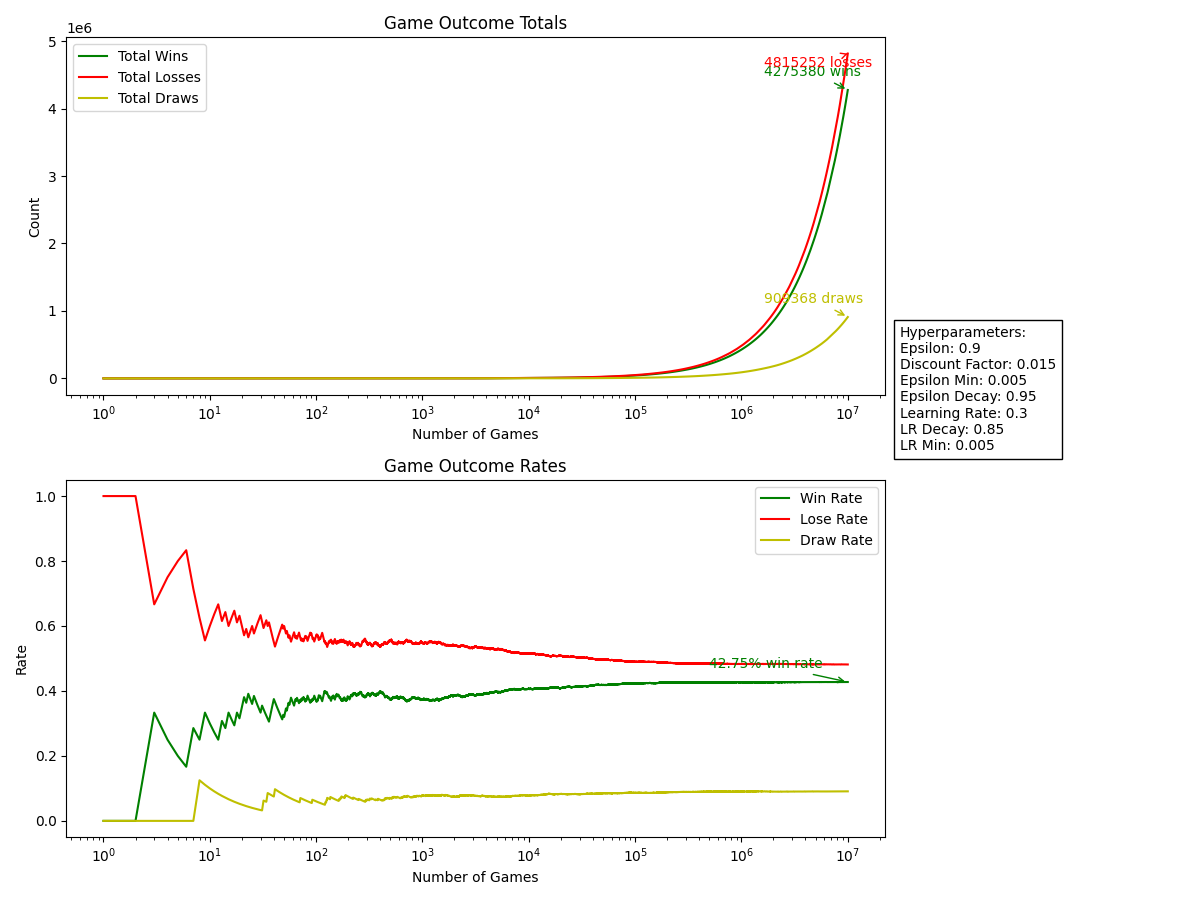 Game Outcome Totals
1e6
Total Wins
Total Losses
Total Draws
4815252 losses
4275380 wins
909368 draws
5
4
3
2
1
0
Count
10^0 10^1 10^2 10^3 10^4 10^5 10^6 10^7
Number of Games
Hyperparameters:
Epsilon: 0.9
Discount Factor: 0.015
Epsilon Min: 0.005
Epsilon Decay: 0.95
Learning Rate: 0.3
LR Decay: 0.85
LR Min: 0.005
Game Outcome Rates
Win Rate
Lose Rate
Draw Rate
42.75% win rate
1.0
0.8
0.6
0.4
0.2
0.0
Rate
10^0 10^1 10^2 10^3 10^4 10^5 10^6 10^7
Number of Games